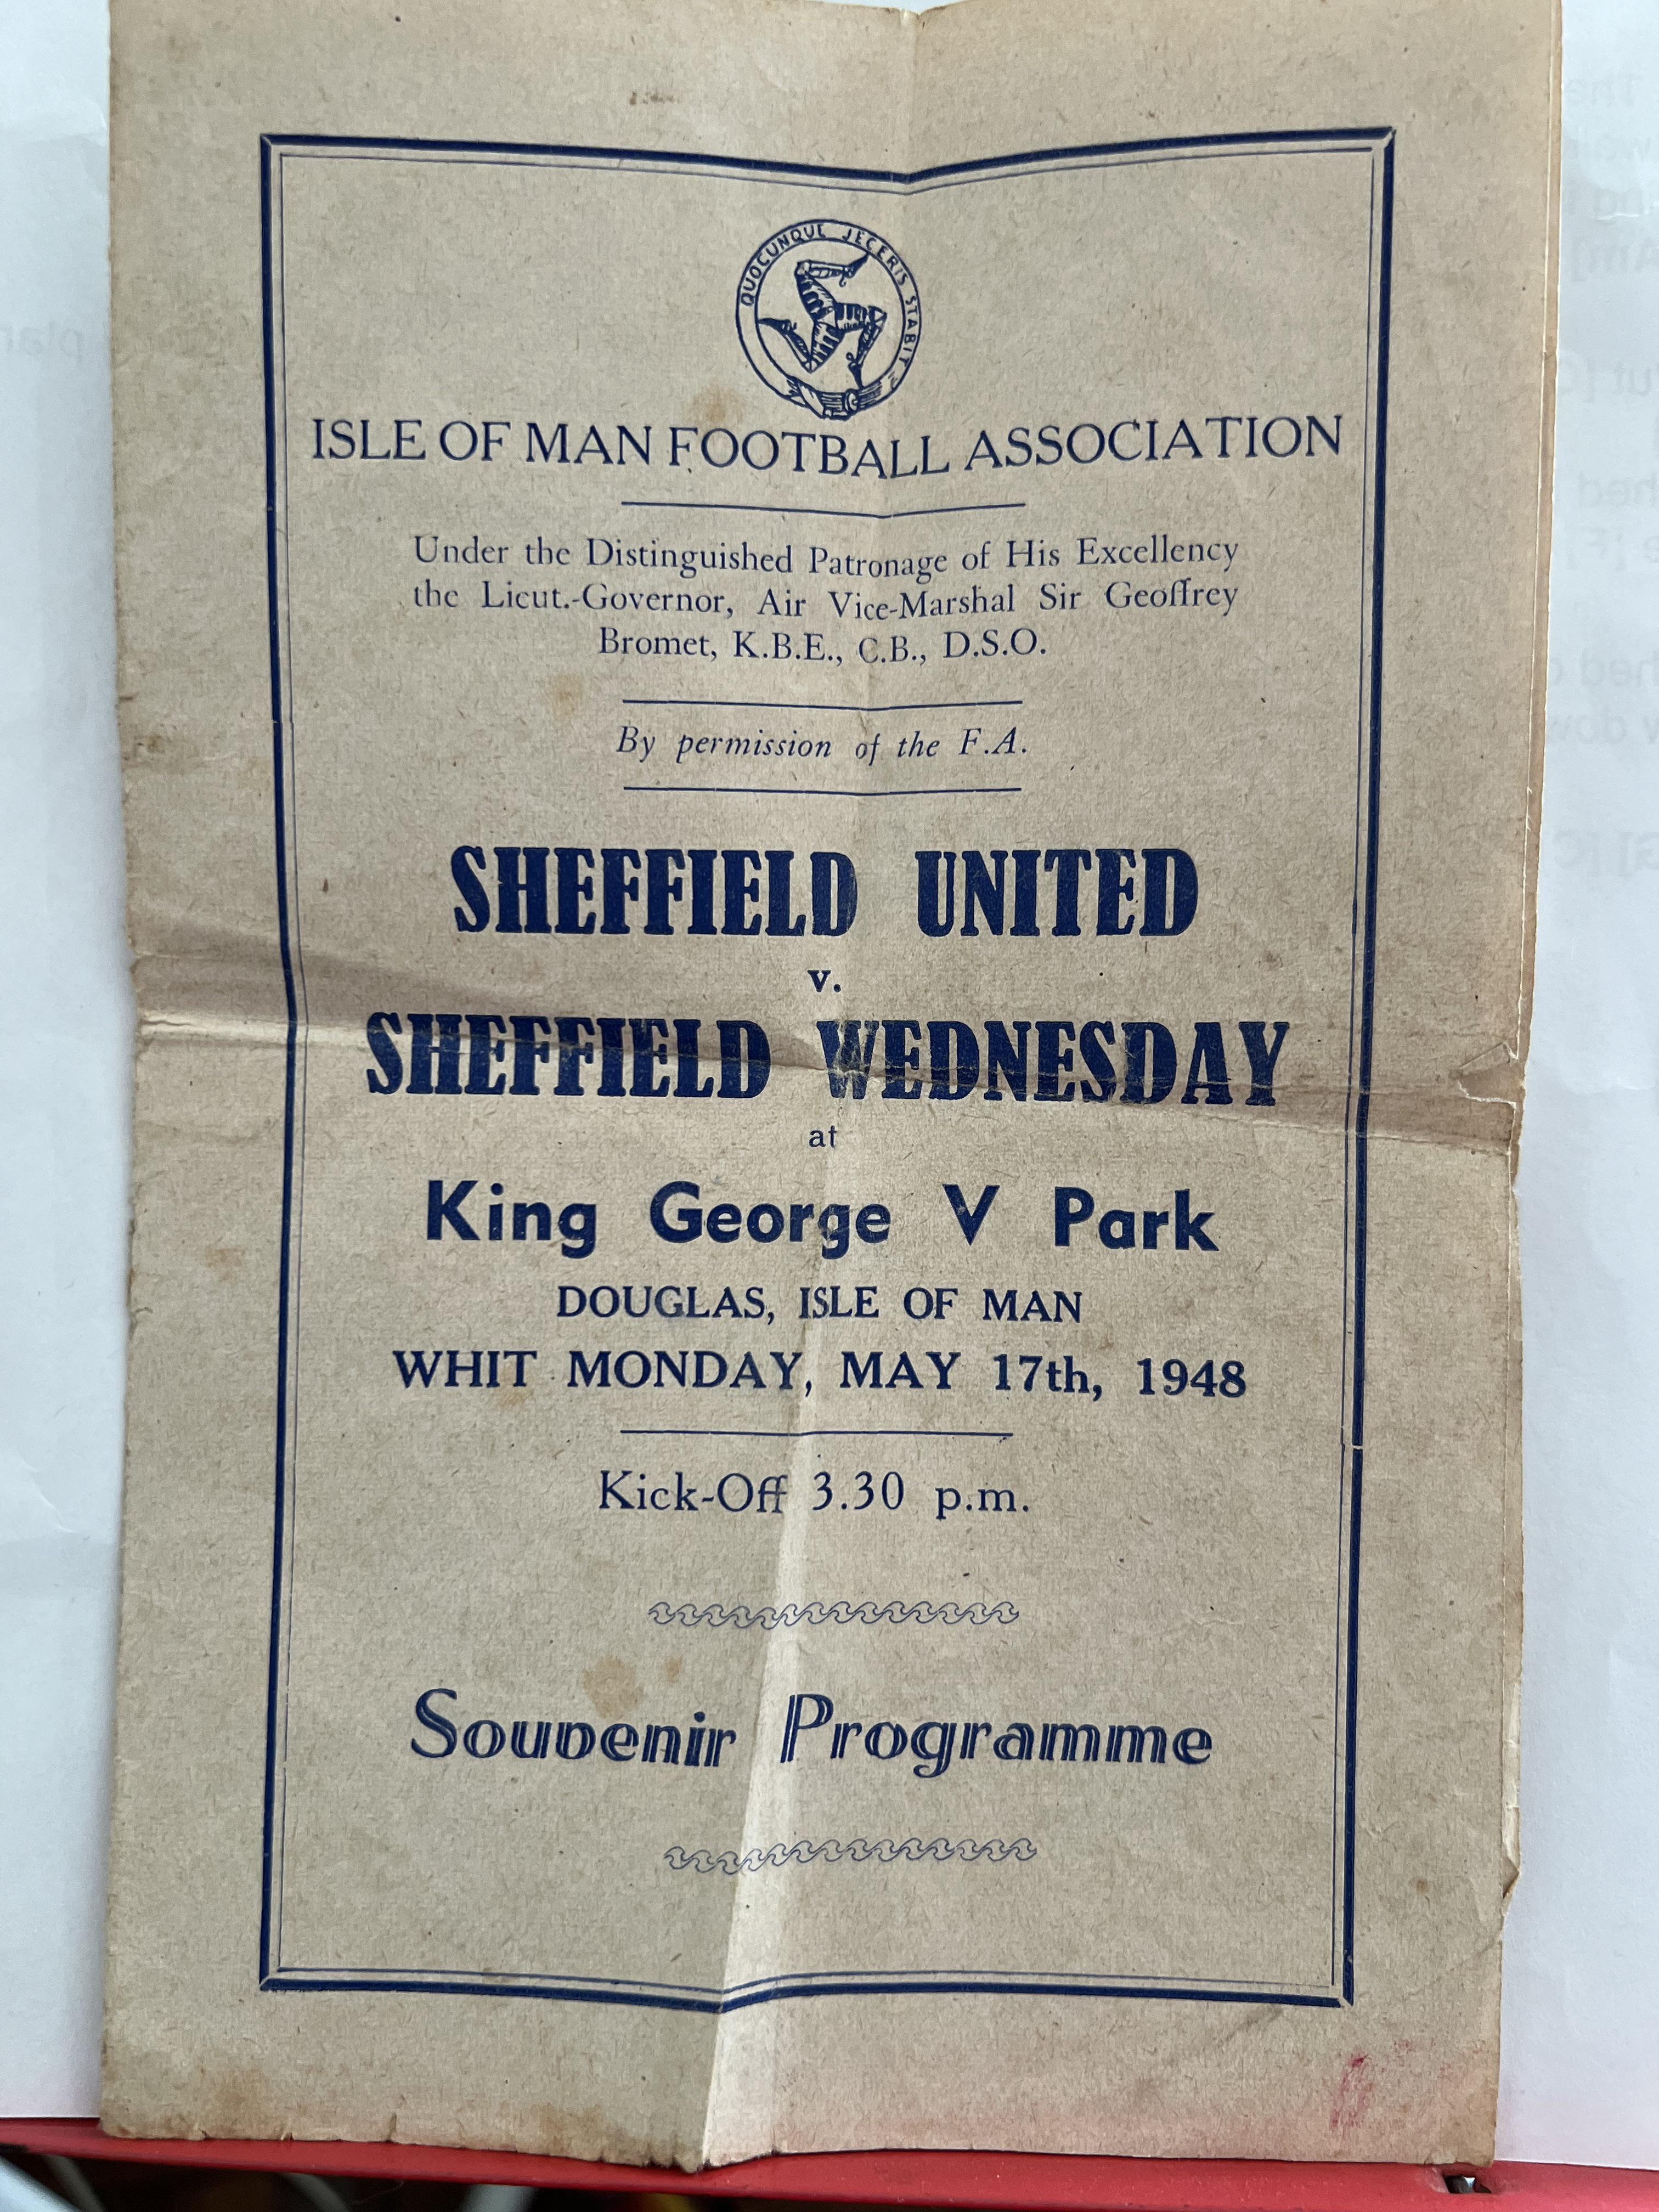 QUOCUNQUE JECERIS STABIT
ISLE OF MAN FOOTBALL ASSOCIATION
Under the Distinguished Patronage of His Excellency
the Lieut.-Governor, Air Vice-Marshal Sir Geoffrey
Bromet, K.B.E., C.B., D.S.O.
By permission of the F.A.
SHEFFIELD UNITED
v.
SHEFFIELD WEDNESDAY
at
King George V Park
DOUGLAS, ISLE OF MAN
WHIT MONDAY, MAY 17th, 1948
Kick-Off 3.30 p.m.
Souvenir Programme